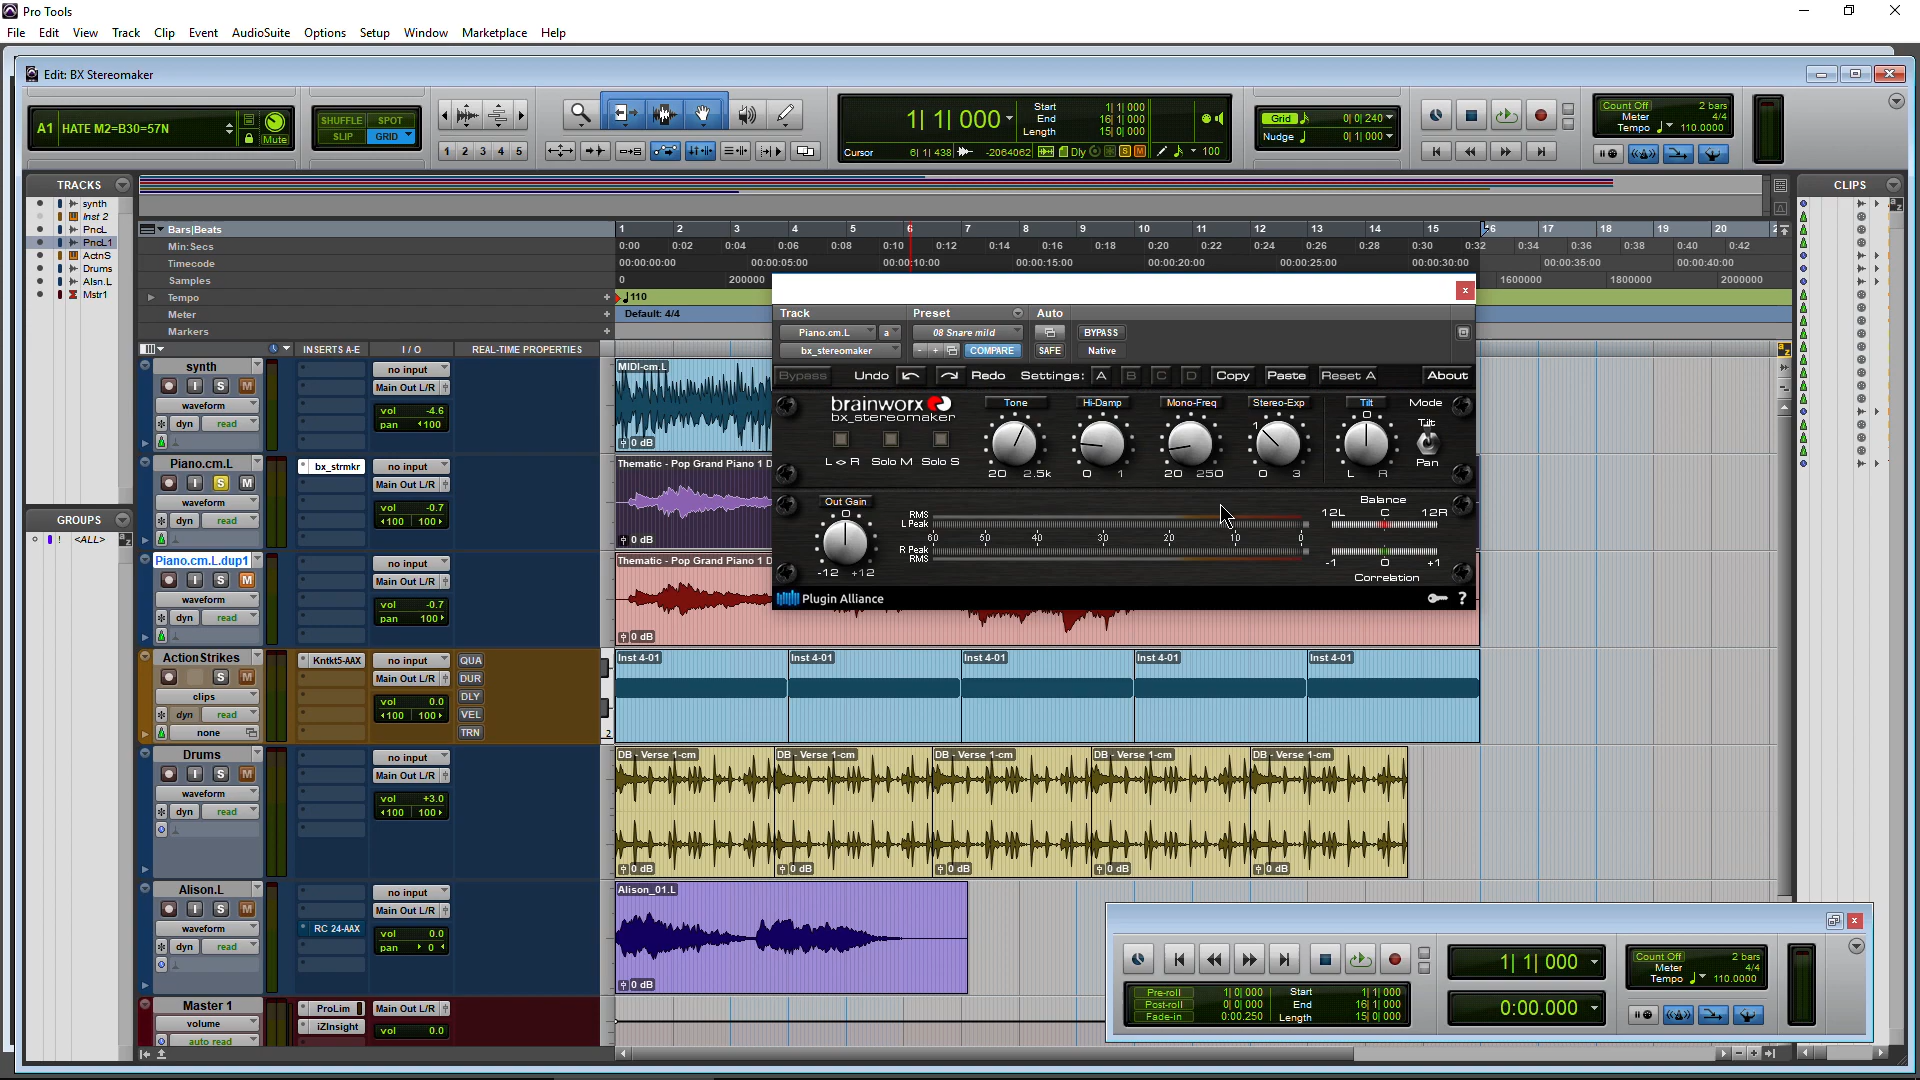 Pro Tools
File Edit View Track Clip Event AudioSuite Options Setup Window Marketplace Help
Edit: BX Stereomaker
A1 HATE M2=B30=57N
Mute
SHUFFLE SPOT
SLIP GRID
1 2 3 4 5
1| 1| 000
Start 1| 1| 000
End 16| 1| 000
Length 15| 0| 000
Cursor 6| 1| 438 -2064062 Dly S M 100
Grid 0| 0| 240
Nudge 0| 1| 000
Count Off 2 bars
Meter 4/4
Tempo 110.0000
TRACKS
synth
Inst 2
PncL
PncL1
ActnS
Drums
Alsn.L
Mstr1
GROUPS
! <ALL>
CLIPS
Bars|Beats 1 2 3 4 5 6 7 8 9 10 11 12 13 14 15 16 17 18 19 20
Min:Secs 0:00 0:02 0:04 0:06 0:08 0:10 0:12 0:14 0:16 0:18 0:20 0:22 0:24 0:26 0:28 0:30 0:32 0:34 0:36 0:38 0:40 0:42
Timecode 00:00:00:00 00:00:05:00 00:00:10:00 00:00:15:00 00:00:20:00 00:00:25:00 00:00:30:00 00:00:35:00 00:00:40:00
Samples 0 200000 1600000 1800000 2000000
Tempo 110
Meter Default: 4/4
Markers
INSERTS A-E I / O REAL-TIME PROPERTIES
synth
I S M
waveform
dyn read
no input
Main Out L/R
vol -4.6
pan 100
MIDI-cm.L
0 dB
Piano.cm.L
I S M
waveform
dyn read
bx_strmkr
no input
Main Out L/R
vol -0.7
100 100
Thematic - Pop Grand Piano 1 D
0 dB
Piano.cm.L.dup1
I S M
waveform
dyn read
no input
Main Out L/R
vol -0.7
pan 100
Thematic - Pop Grand Piano 1 D
0 dB
ActionStrikes
S M
clips
dyn read
none
Kntkt5-AAX
no input
Main Out L/R
vol 0.0
100 100
QUA
DUR
DLY
VEL
TRN
2
Inst 4-01 Inst 4-01 Inst 4-01 Inst 4-01 Inst 4-01
Drums
I S M
waveform
dyn read
no input
Main Out L/R
vol +3.0
100 100
DB - Verse 1-cm DB - Verse 1-cm DB - Verse 1-cm DB - Verse 1-cm DB - Verse 1-cm
0 dB 0 dB 0 dB 0 dB 0 dB
Alison.L
I S M
waveform
dyn read
RC 24-AAX
no input
Main Out L/R
vol 0.0
pan 0
Alison_01.L
0 dB
Master 1
volume
auto read
ProLim
iZInsight
Main Out L/R
vol 0.0
Track Preset Auto
Piano.cm.L a 08 Snare mild BYPASS
bx_stereomaker - + COMPARE SAFE Native
Bypass Undo Redo Settings: A B C D Copy Paste Reset A About
brainworx
bx_stereomaker
L <> R Solo M Solo S
Tone Hi-Damp Mono-Freq Stereo-Exp Tilt Mode
1 0 Tilt
Pan
20 2.5k 0 1 20 250 0 3 L R
Out Gain
0
-12 +12
RMS
L Peak
60 50 40 30 20 10 0
R Peak
RMS
Balance
12L C 12R
-1 0 +1
Correlation
Plugin Alliance
?
Pre-roll 1| 0| 000
Post-roll 0| 0| 000
Fade-in 0:00.250
Start 1| 1| 000
End 16| 1| 000
Length 15| 0| 000
1| 1| 000
0:00.000
Count Off 2 bars
Meter 4/4
Tempo 110.0000